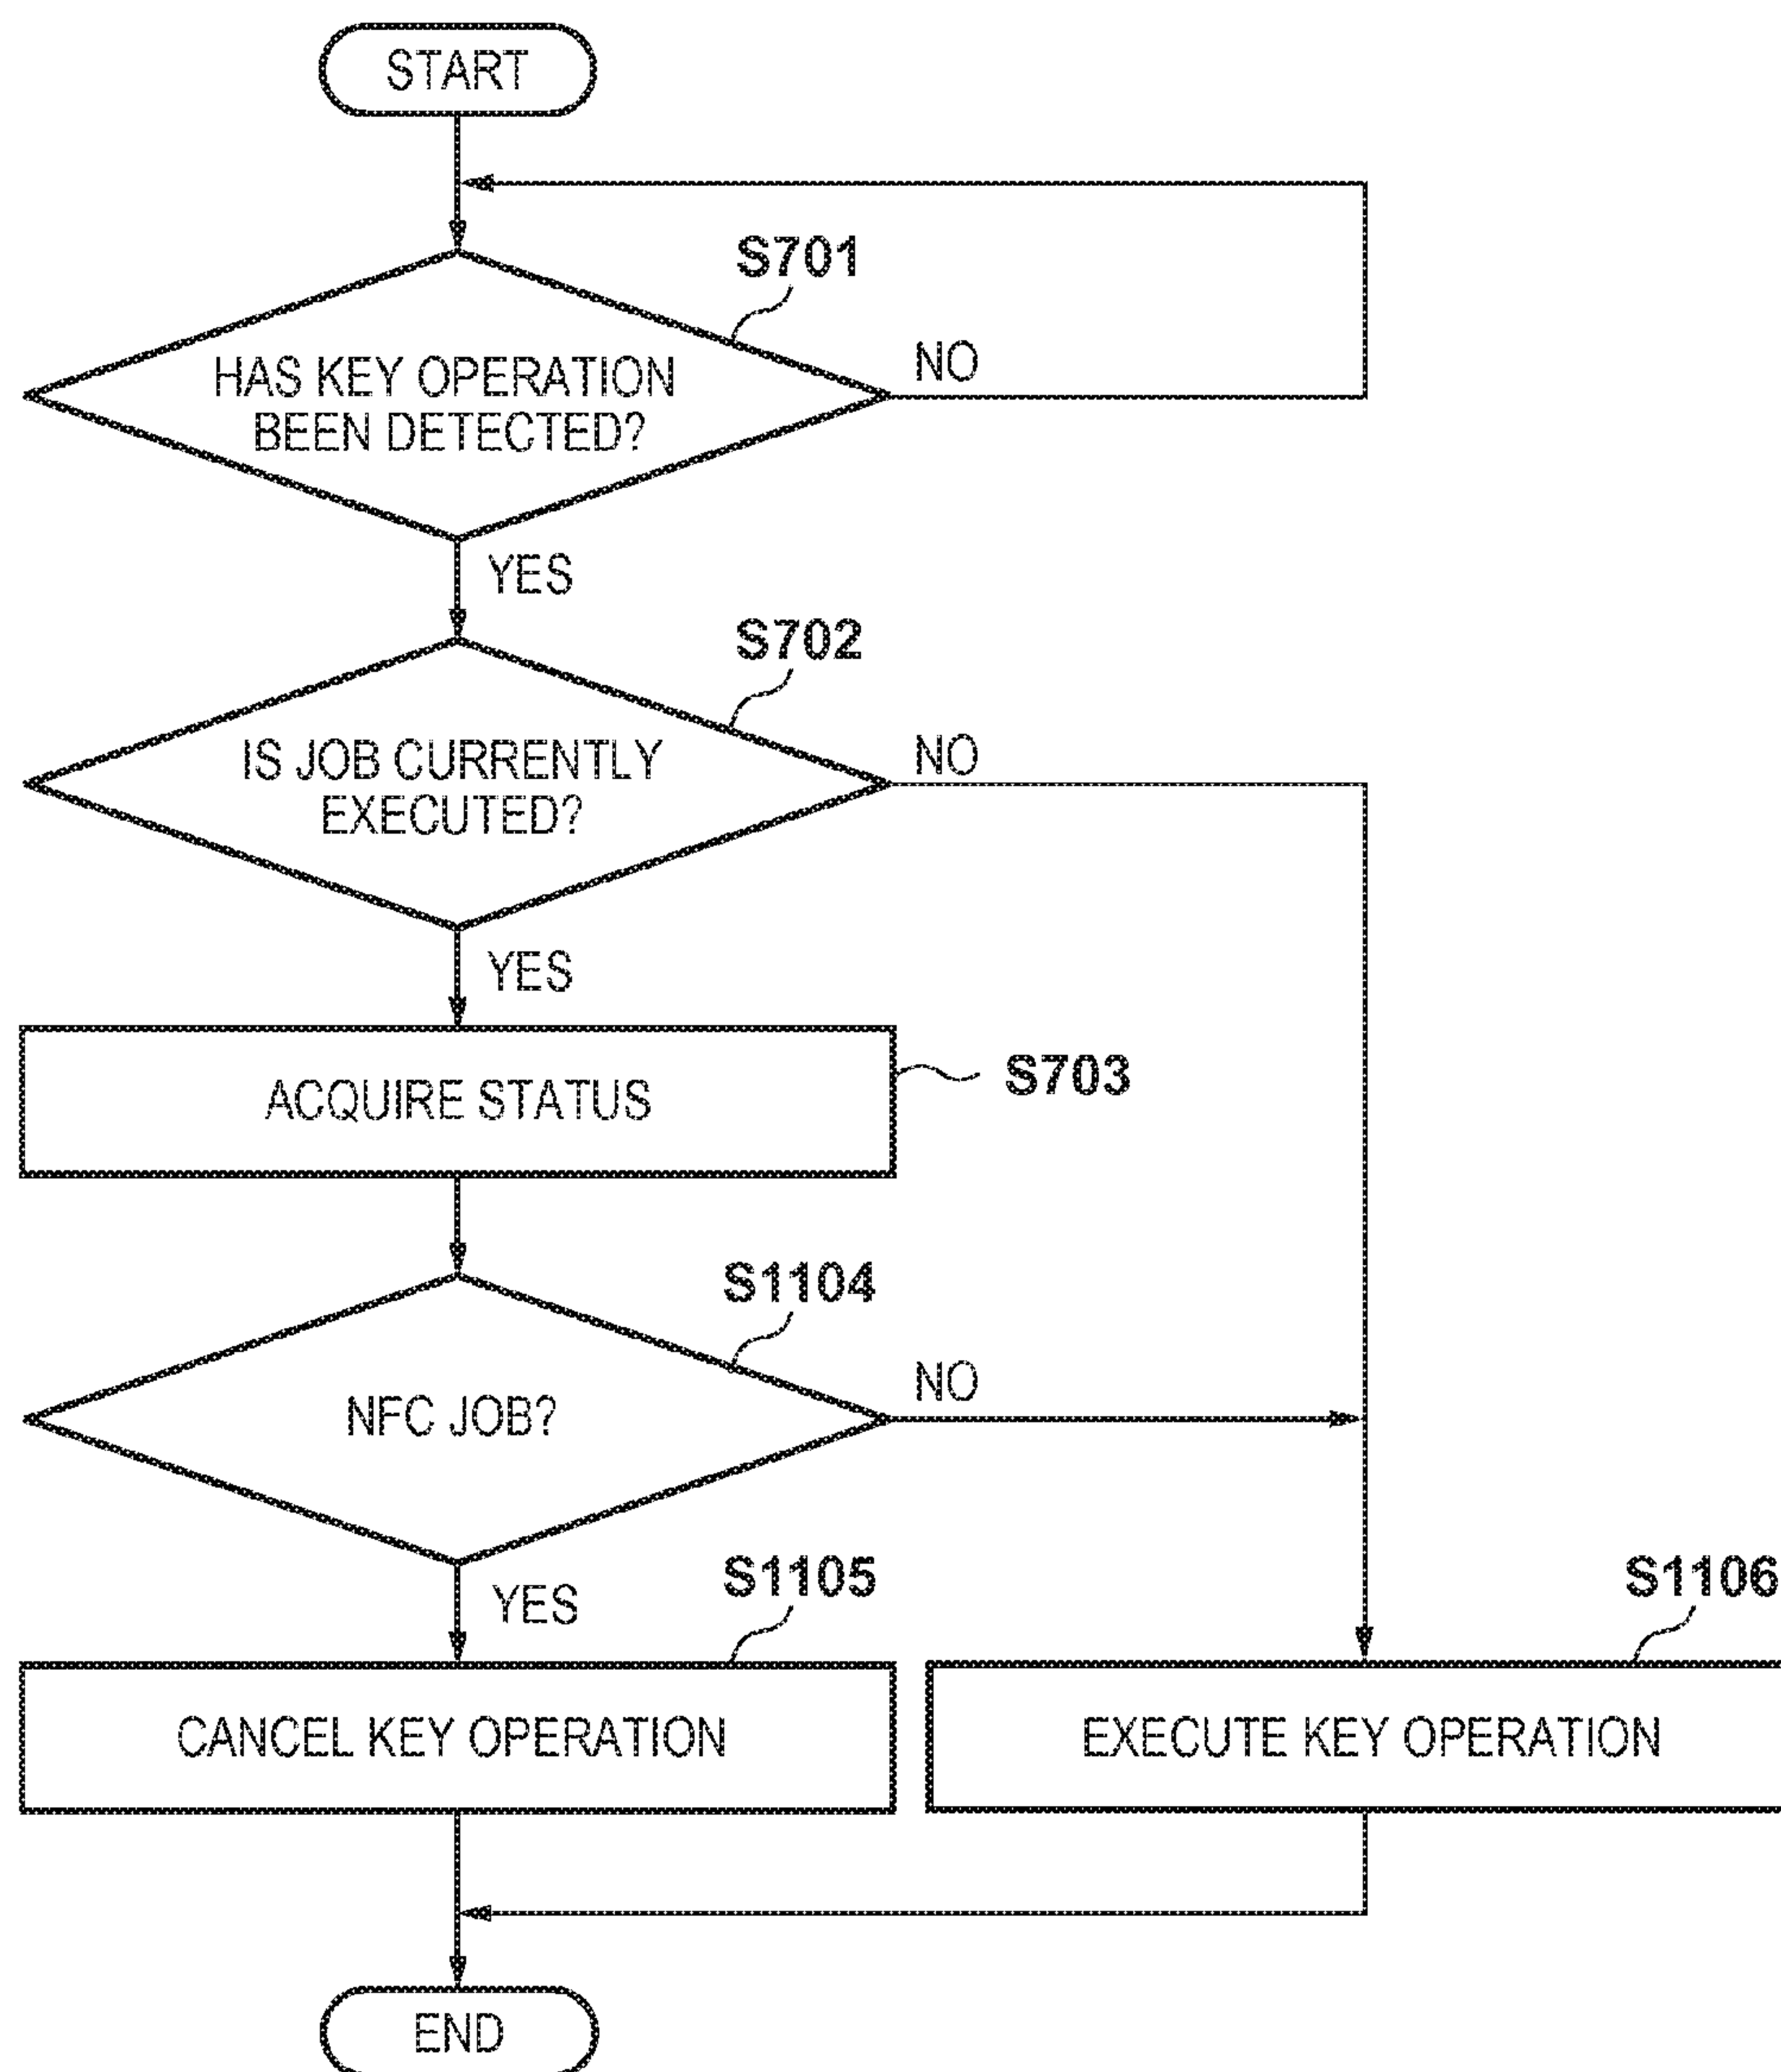 START
S701
HAS KEY OPERATION
BEEN DETECTED?
NO
YES
S702
IS JOB CURRENTLY
EXECUTED?
NO
YES
ACQUIRE STATUS
S703
S1104
NFC JOB?
NO
YES
S1105
S1106
CANCEL KEY OPERATION
EXECUTE KEY OPERATION
END